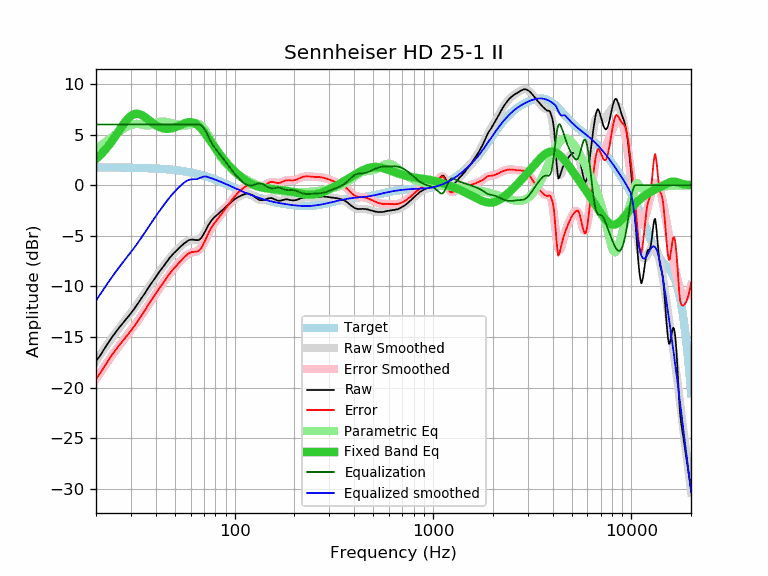 Sennheiser HD 25-1 II
10
5
0
−5
−10
−15
−20
−25
−30
Amplitude (dBr)
Target
Raw Smoothed
Error Smoothed
Raw
Error
Parametric Eq
Fixed Band Eq
Equalization
Equalized smoothed
100
1000
10000
Frequency (Hz)